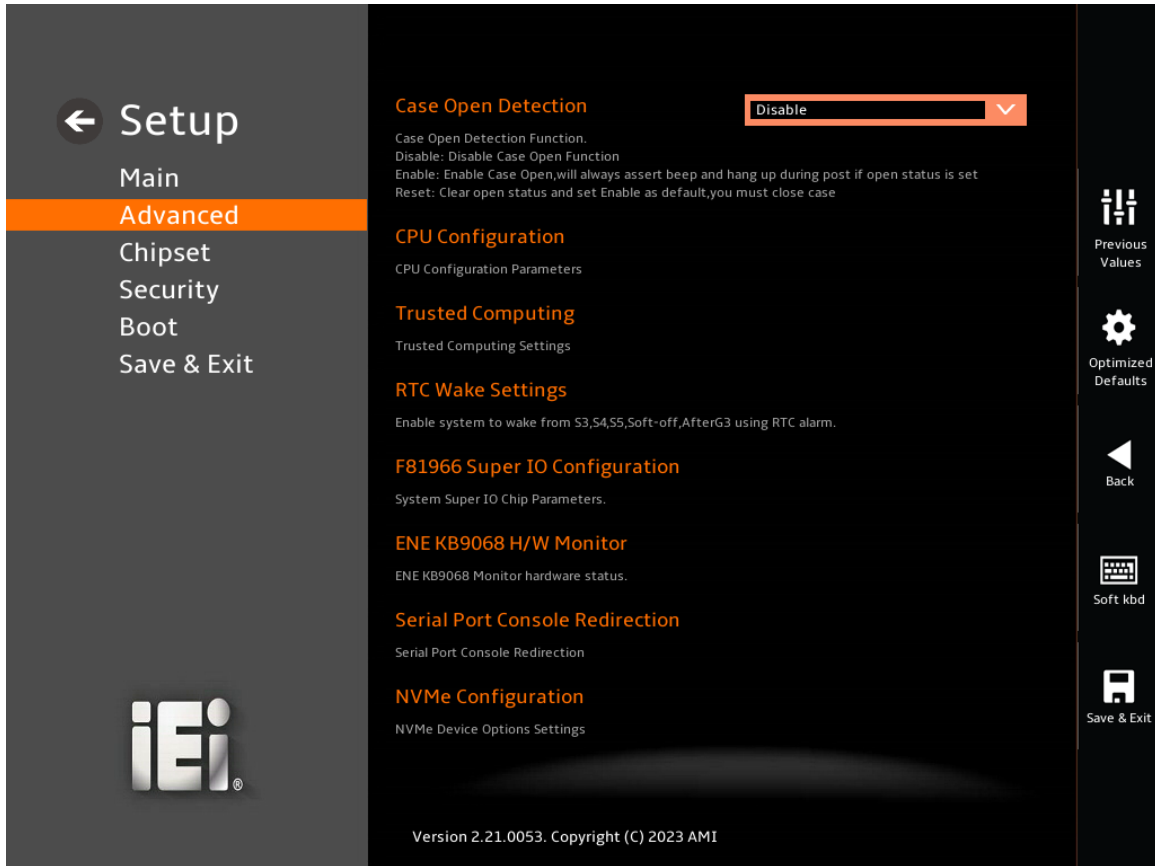 Setup
Main
Advanced
Chipset
Security
Boot
Save & Exit
iEi®
Case Open Detection
Disable
Case Open Detection Function.
Disable: Disable Case Open Function
Enable: Enable Case Open,will always assert beep and hang up during post if open status is set
Reset: Clear open status and set Enable as default,you must close case
CPU Configuration
CPU Configuration Parameters
Trusted Computing
Trusted Computing Settings
RTC Wake Settings
Enable system to wake from S3,S4,S5,Soft-off,AfterG3 using RTC alarm.
F81966 Super IO Configuration
System Super IO Chip Parameters.
ENE KB9068 H/W Monitor
ENE KB9068 Monitor hardware status.
Serial Port Console Redirection
Serial Port Console Redirection
NVMe Configuration
NVMe Device Options Settings
Version 2.21.0053. Copyright (C) 2023 AMI
Previous
Values
Optimized
Defaults
Back
Soft kbd
Save & Exit